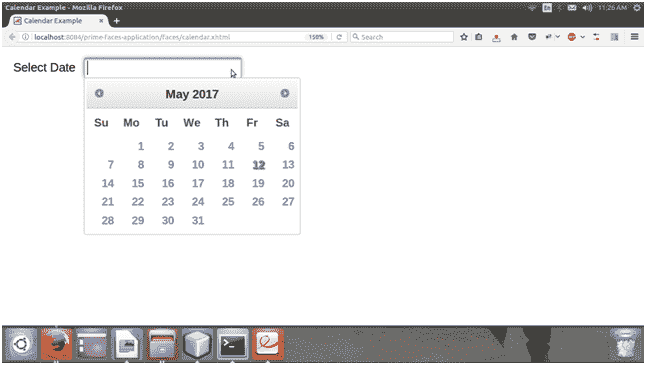 Calendar Example - Mozilla Firefox
En
11:26 AM
Calendar Example
localhost:8084/prime-faces-application/faces/calendar.xhtml
150%
Search
Select Date
May 2017
Su Mo Tu We Th Fr Sa
1 2 3 4 5 6
7 8 9 10 11 12 13
14 15 16 17 18 19 20
21 22 23 24 25 26 27
28 29 30 31